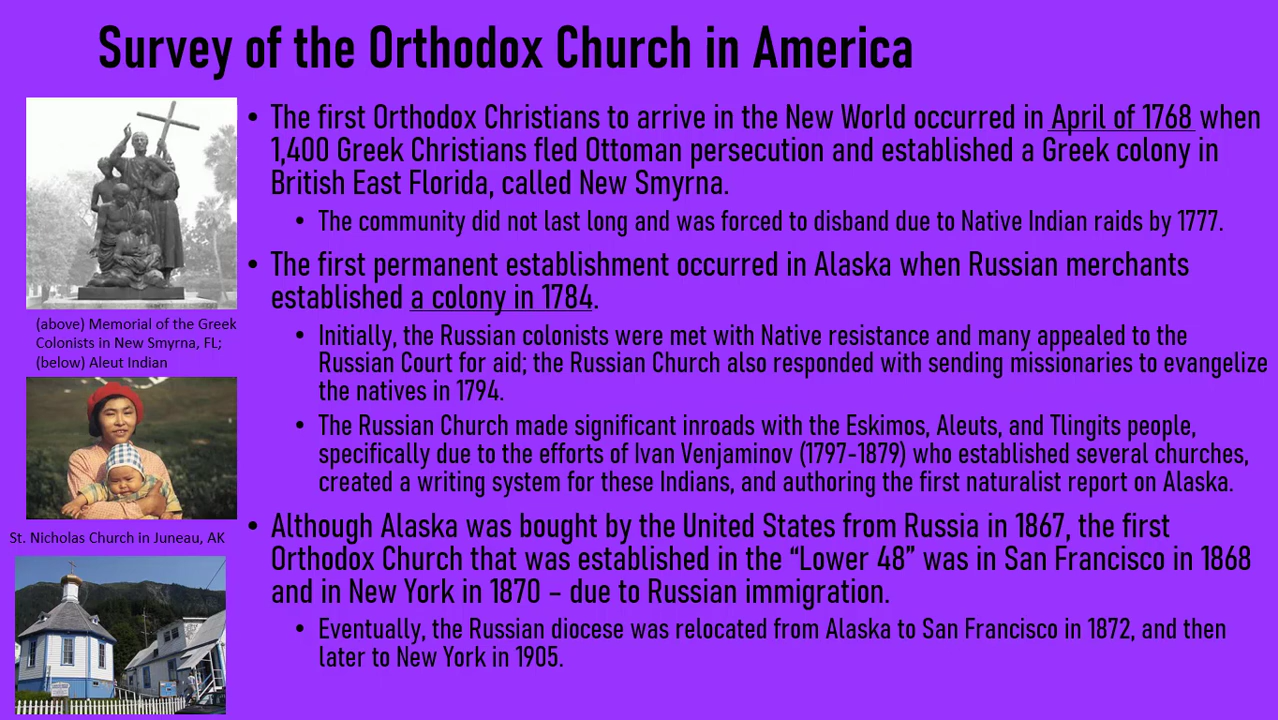 Survey of the Orthodox Church in America
• The first Orthodox Christians to arrive in the New World occurred in April of 1768 when
1,400 Greek Christians fled Ottoman persecution and established a Greek colony in
British East Florida, called New Smyrna.
• The community did not last long and was forced to disband due to Native Indian raids by 1777.
• The first permanent establishment occurred in Alaska when Russian merchants
established a colony in 1784.
• Initially, the Russian colonists were met with Native resistance and many appealed to the
Russian Court for aid; the Russian Church also responded with sending missionaries to evangelize
the natives in 1794.
• The Russian Church made significant inroads with the Eskimos, Aleuts, and Tlingits people,
specifically due to the efforts of Ivan Venjaminov (1797-1879) who established several churches,
created a writing system for these Indians, and authoring the first naturalist report on Alaska.
• Although Alaska was bought by the United States from Russia in 1867, the first
Orthodox Church that was established in the “Lower 48” was in San Francisco in 1868
and in New York in 1870 – due to Russian immigration.
• Eventually, the Russian diocese was relocated from Alaska to San Francisco in 1872, and then
later to New York in 1905.
(above) Memorial of the Greek
Colonists in New Smyrna, FL;
(below) Aleut Indian
St. Nicholas Church in Juneau, AK